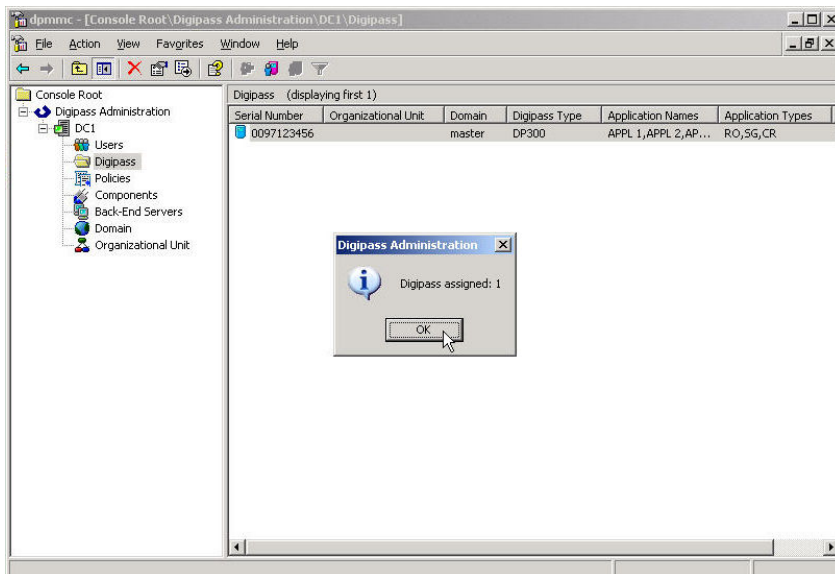 dpmmc - [Console Root\Digipass Administration\DC1\Digipass]
File Action View Favorites Window Help
Console Root
Digipass Administration
DC1
Users
Digipass
Policies
Components
Back-End Servers
Domain
Organizational Unit
Digipass (displaying first 1)
Serial Number Organizational Unit Domain Digipass Type Application Names Application Types
0097123456 master DP300 APPL 1,APPL 2,AP... RO,SG,CR
Digipass Administration
Digipass assigned: 1
OK